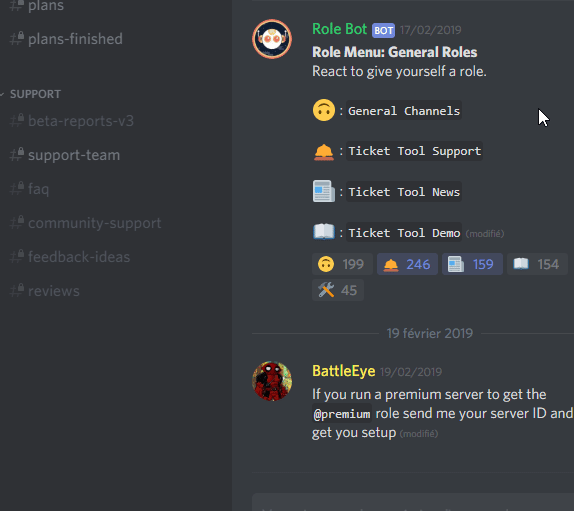 plans
plans-finished
SUPPORT
beta-reports-v3
support-team
faq
community-support
feedback-ideas
reviews
Role Bot BOT 17/02/2019
Role Menu: General Roles
React to give yourself a role.
: General Channels
: Ticket Tool Support
: Ticket Tool News
: Ticket Tool Demo (modifié)
199 246 159 154
45
19 février 2019
BattleEye 19/02/2019
If you run a premium server to get the
@premium role send me your server ID and
get you setup (modifié)